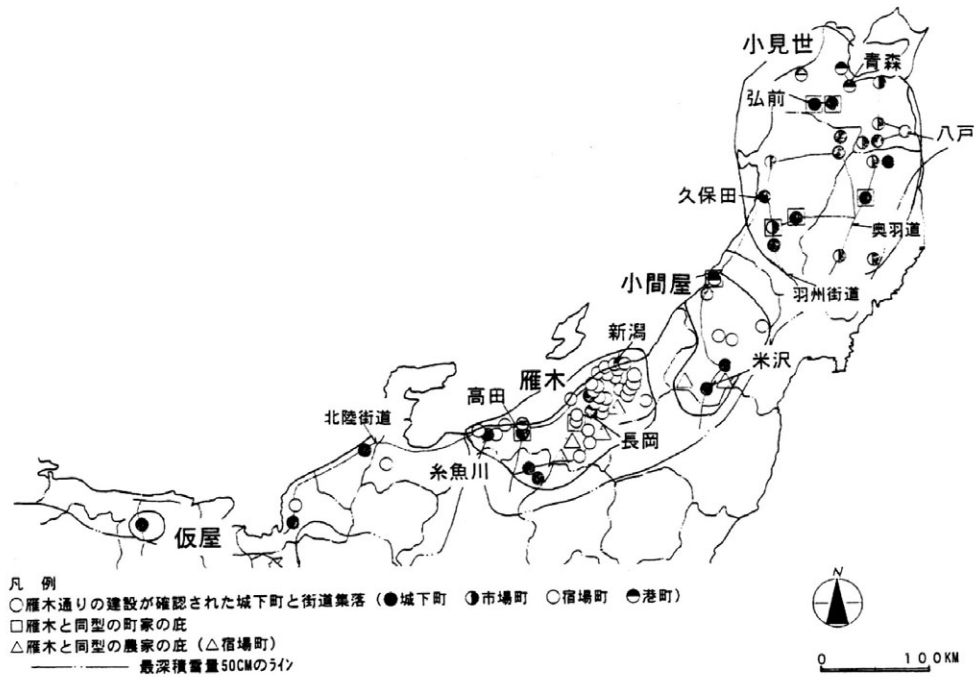 小見世
青森
弘前
八戸
久保田
奥羽道
小間屋
羽州街道
新潟
米沢
雁木
高田
北陸街道
長岡
糸魚川
仮屋
凡 例
○雁木通りの建設が確認された城下町と街道集落(●城下町 ◑市場町 ○宿場町 ◓港町)
□雁木と同型の町家の庇
△雁木と同型の農家の庇(△宿場町)
最深積雪量50CMのライン
N
0 100KM